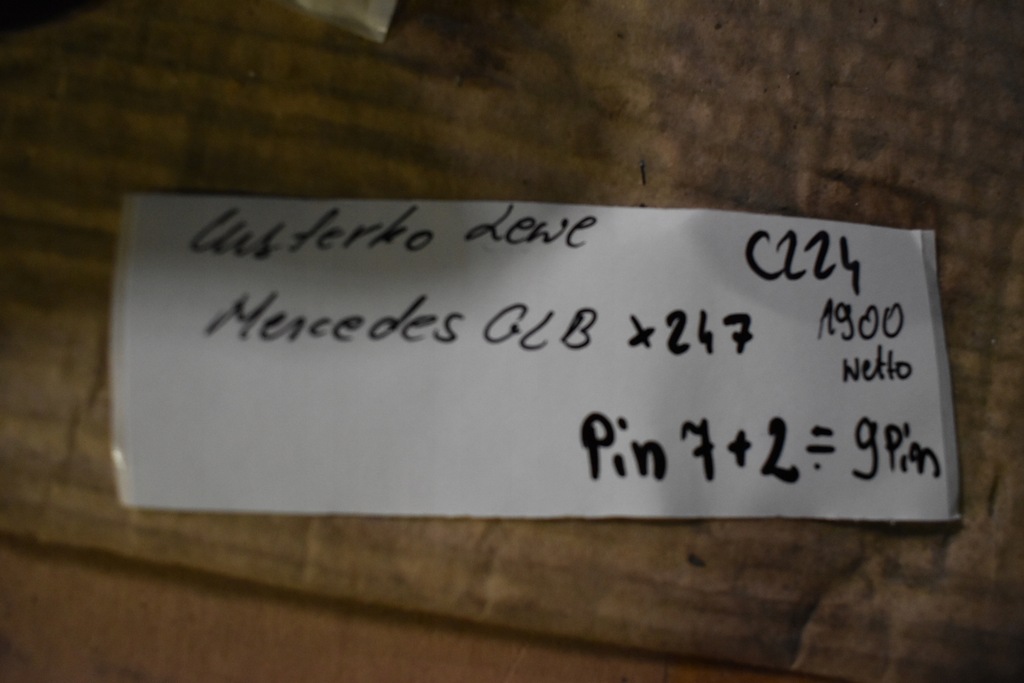 Lusterko Lewe
C224
Mercedes GLB x247
1900
netto
Pin 7+2 = 9Pin